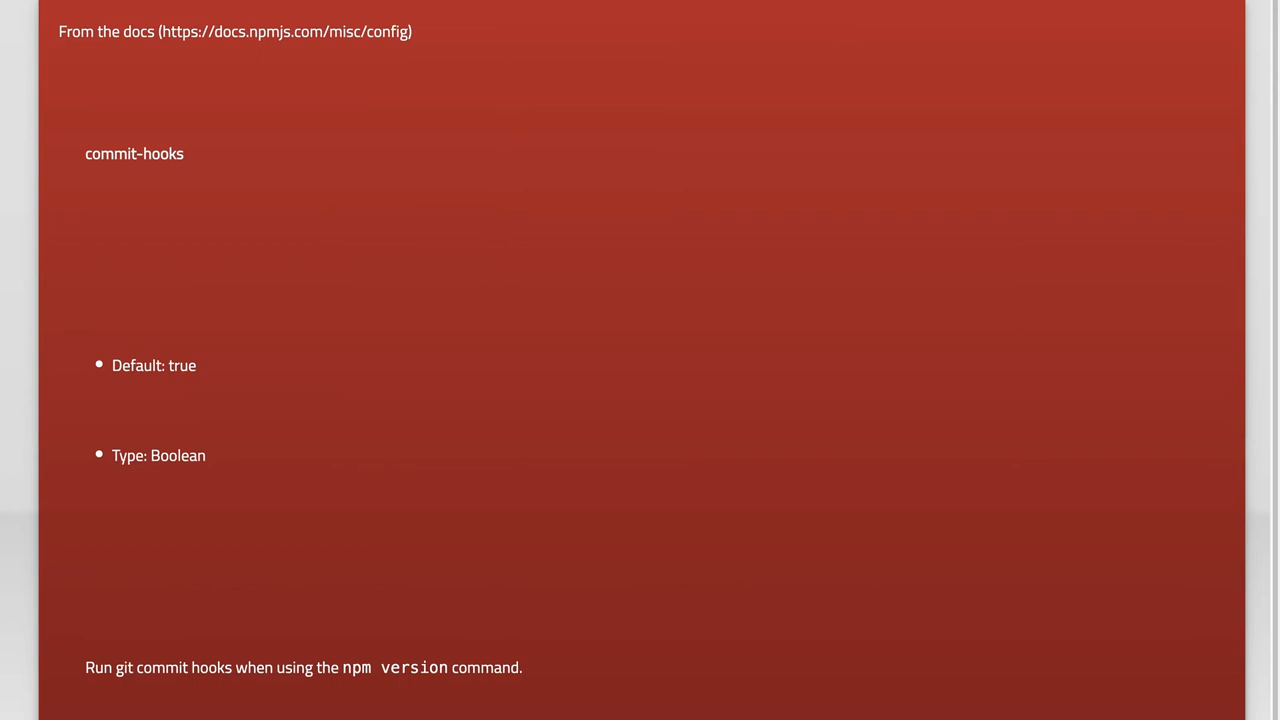 From the docs (https://docs.npmjs.com/misc/config)
commit-hooks
• Default: true
• Type: Boolean
Run git commit hooks when using the npm version command.